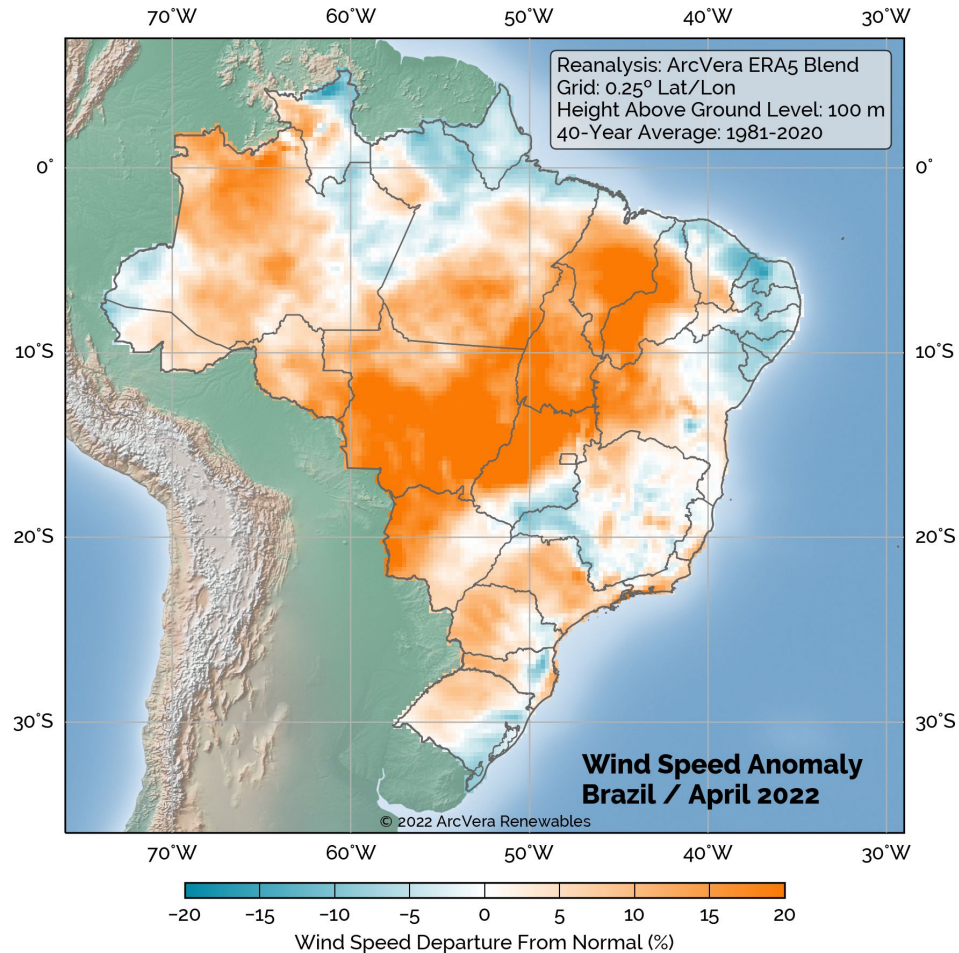 70°W 60°W 50°W 40°W 30°W
Reanalysis: ArcVera ERA5 Blend
Grid: 0.25º Lat/Lon
Height Above Ground Level: 100 m
40-Year Average: 1981-2020
0° 0°
10°S 10°S
20°S 20°S
30°S 30°S
Wind Speed Anomaly
Brazil / April 2022
© 2022 ArcVera Renewables
70°W 60°W 50°W 40°W 30°W
−20 −15 −10 −5 0 5 10 15 20
Wind Speed Departure From Normal (%)